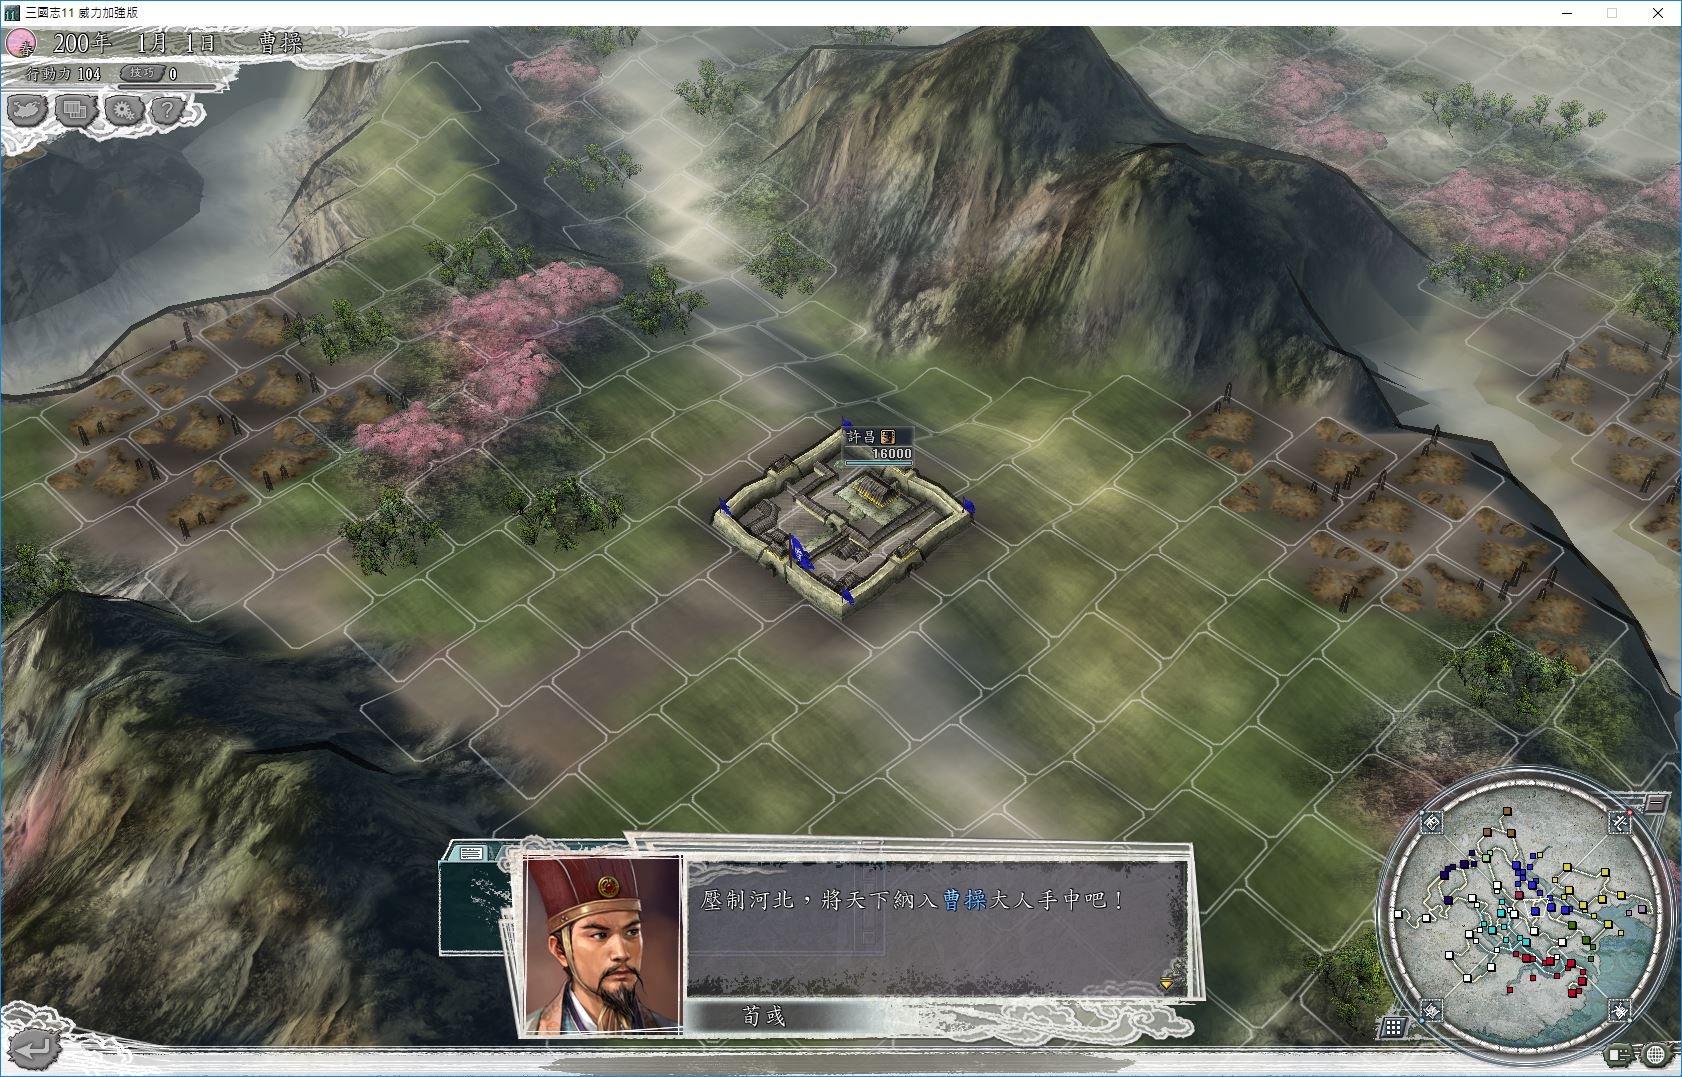 三國志11 威力加強版
春 200年 1月 1日 曹操
行動力 104 技巧 0
?
許昌
16000
壓制河北，將天下納入曹操大人手中吧！
荀彧